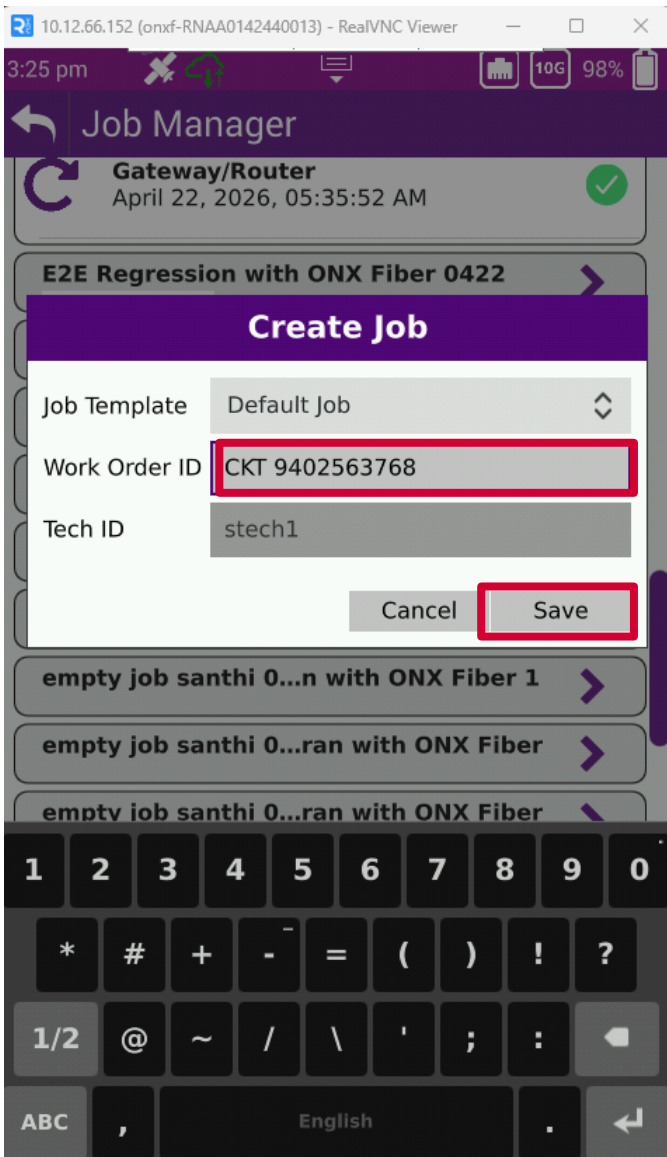 10.12.66.152 (onxf-RNAA0142440013) - RealVNC Viewer
3:25 pm 10G 98%
Job Manager
Gateway/Router
April 22, 2026, 05:35:52 AM
E2E Regression with ONX Fiber 0422
Create Job
Job Template Default Job
Work Order ID CKT 9402563768
Tech ID stech1
Cancel Save
empty job santhi 0...n with ONX Fiber 1
empty job santhi 0...ran with ONX Fiber
empty job santhi 0...ran with ONX Fiber
1 2 3 4 5 6 7 8 9 0
* # + - = ( ) ! ?
1/2 @ ~ / \ ' ; :
ABC , English .